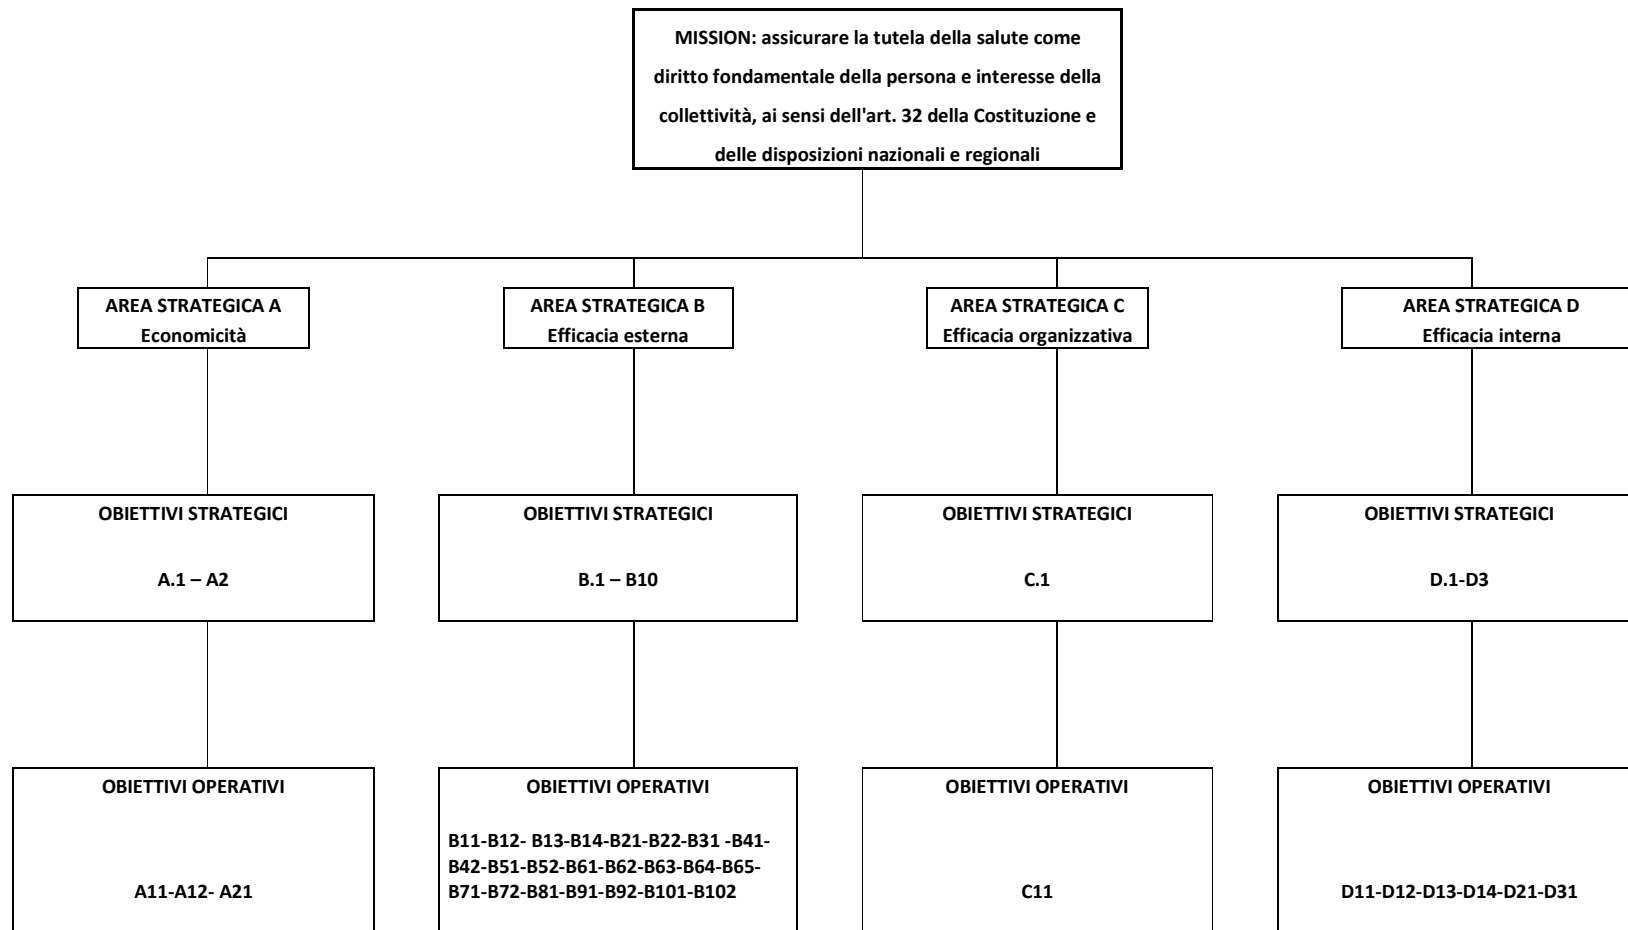 MISSION: assicurare la tutela della salute come
diritto fondamentale della persona e interesse della
collettività, ai sensi dell'art. 32 della Costituzione e
delle disposizioni nazionali e regionali
AREA STRATEGICA A
Economicità
AREA STRATEGICA B
Efficacia esterna
AREA STRATEGICA C
Efficacia organizzativa
AREA STRATEGICA D
Efficacia interna
OBIETTIVI STRATEGICI
A.1 – A2
OBIETTIVI STRATEGICI
B.1 – B10
OBIETTIVI STRATEGICI
C.1
OBIETTIVI STRATEGICI
D.1-D3
OBIETTIVI OPERATIVI
A11-A12- A21
OBIETTIVI OPERATIVI
B11-B12- B13-B14-B21-B22-B31 -B41-
B42-B51-B52-B61-B62-B63-B64-B65-
B71-B72-B81-B91-B92-B101-B102
OBIETTIVI OPERATIVI
C11
OBIETTIVI OPERATIVI
D11-D12-D13-D14-D21-D31